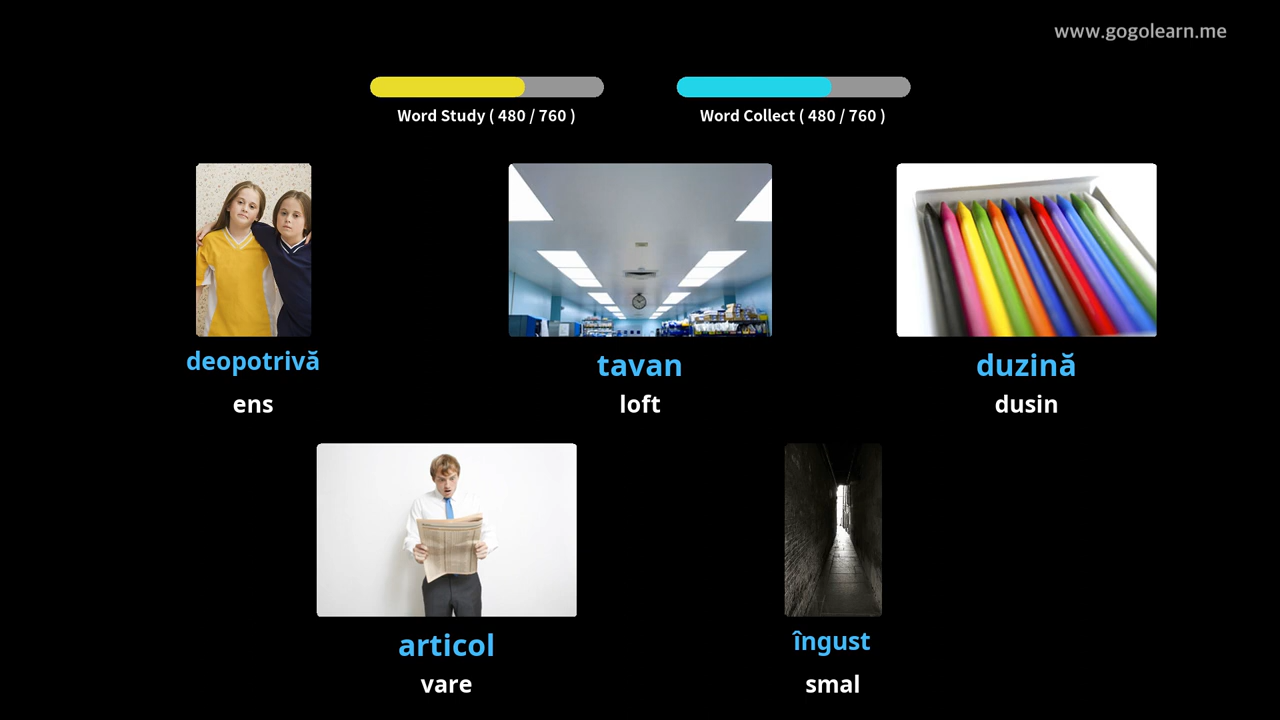 www.gogolearn.me
Word Study ( 480 / 760 )
Word Collect ( 480 / 760 )
deopotrivă
ens
tavan
loft
duzină
dusin
articol
vare
îngust
smal